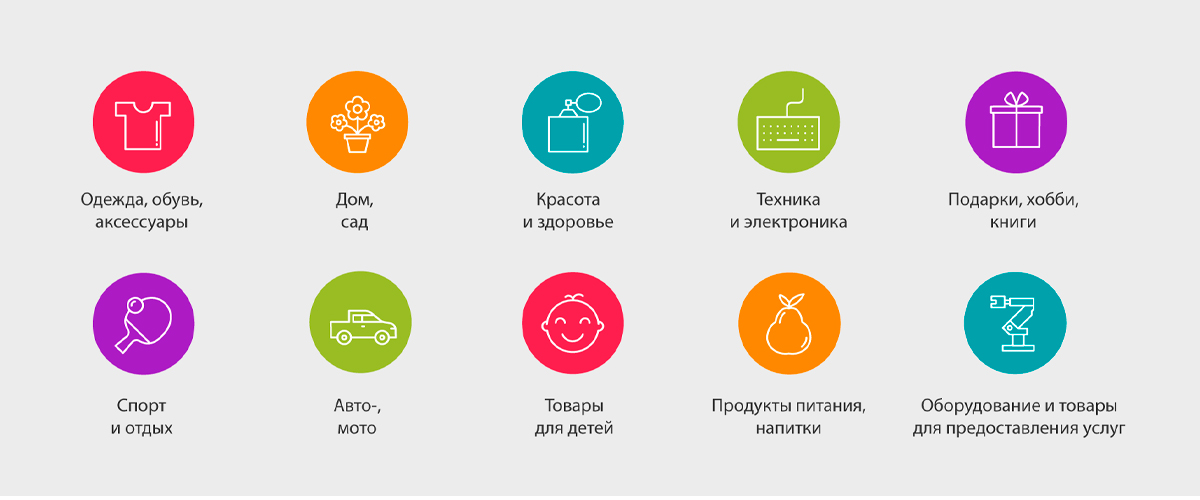 Одежда, обувь,
аксессуары
Дом,
сад
Красота
и здоровье
Техника
и электроника
Подарки, хобби,
книги
Спорт
и отдых
Авто-,
мото
Товары
для детей
Продукты питания,
напитки
Оборудование и товары
для предоставления услуг